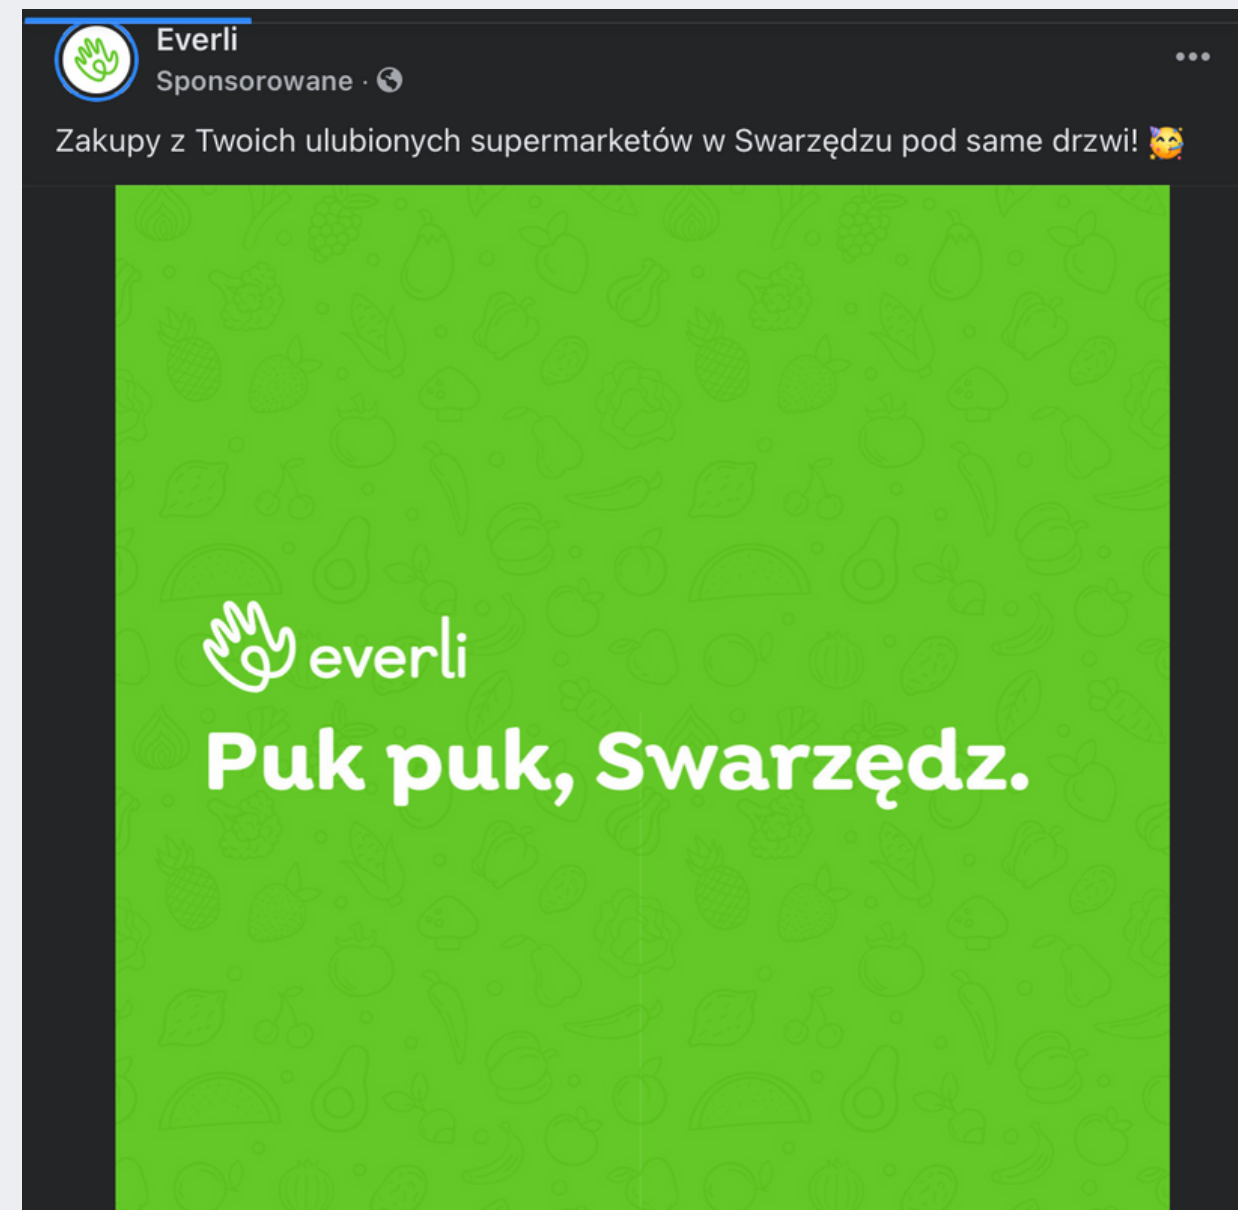 Everli
Sponsorowane ·
Zakupy z Twoich ulubionych supermarketów w Swarzędzu pod same drzwi! 🥳
everli
Puk puk, Swarzędz.